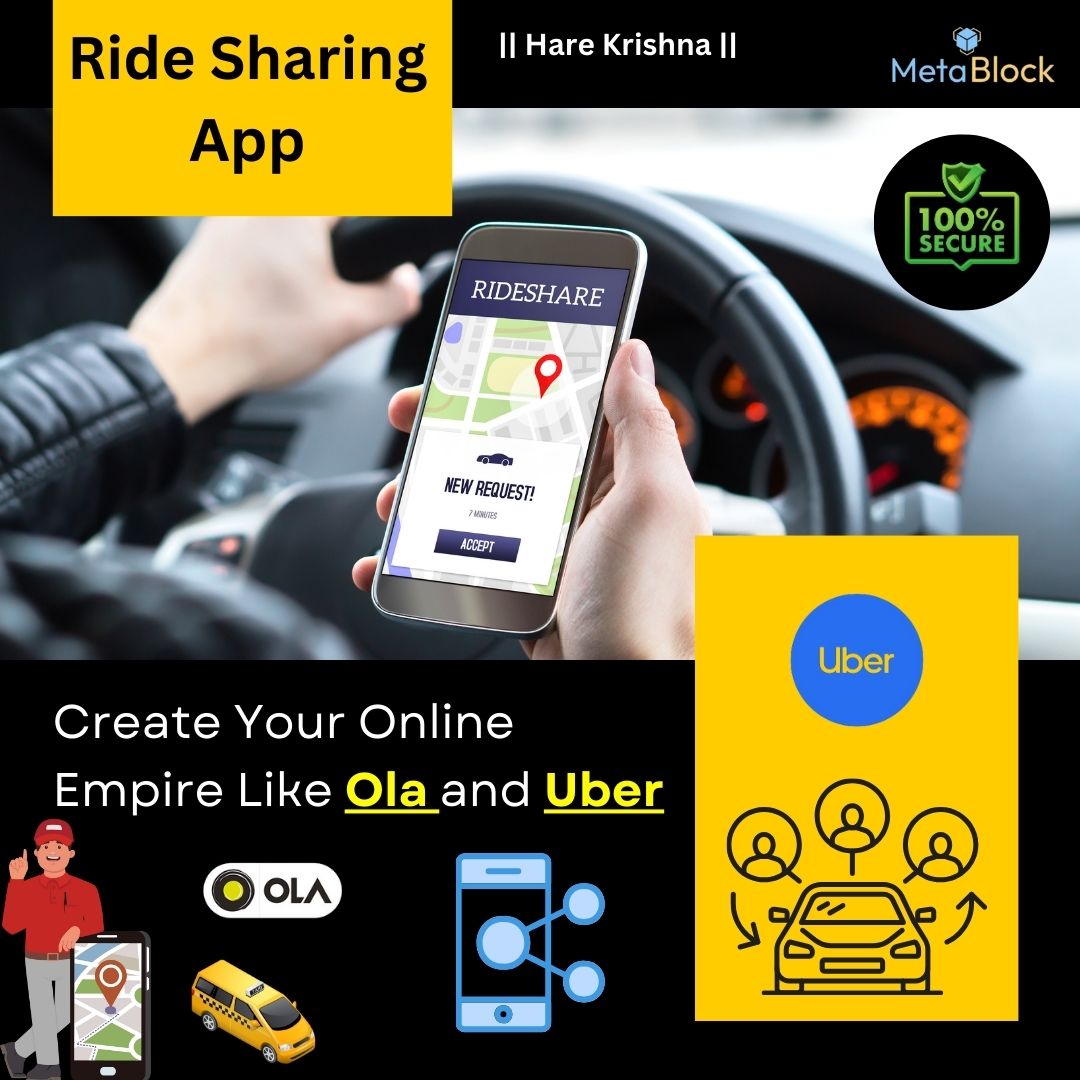 Ride Sharing
App
|| Hare Krishna ||
MetaBlock
100%
SECURE
RIDESHARE
NEW REQUEST!
7 MINUTES
ACCEPT
Uber
Create Your Online
Empire Like Ola and Uber
OLA
TAXI